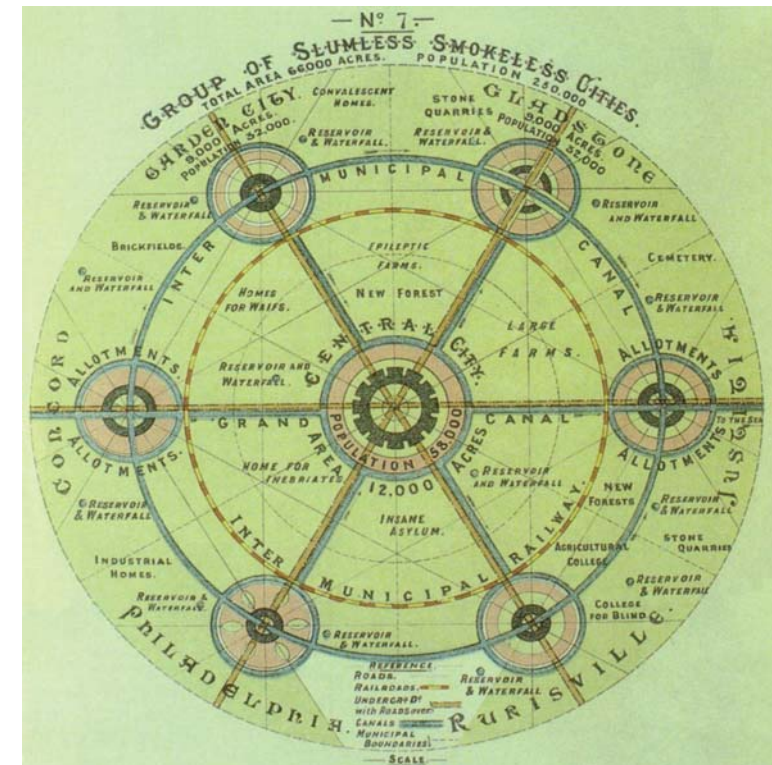 — Nº 7. —
GROUP OF SLUMLESS SMOKELESS CITIES.
TOTAL AREA 66,000 ACRES. POPULATION 250,000
GARDEN CITY.
9,000 ACRES.
POPULATION 32,000
CONVALESCENT
HOMES.
STONE
QUARRIES
GLADSTONE
9,000 ACRES.
POPULATION
32,000
RESERVOIR
& WATERFALL.
RESERVOIR &
WATERFALL.
INTER MUNICIPAL CANAL
RESERVOIR
& WATERFALL
RESERVOIR
AND WATERFALL
BRICKFIELDS.
EPILEPTIC
FARMS.
CEMETERY.
RESERVOIR
AND WATERFALL
HOMES
FOR WAIFS.
NEW FOREST
RESERVOIR
& WATERFALL
LARGE
FARMS.
CONCORD
ALLOTMENTS.
RESERVOIR AND
WATERFALL.
CENTRAL CITY.
ALLOTMENTS
JUSTITIA
GRAND CANAL
TO THE SEA
POPULATION 58,000
AREA 12,000 ACRES
ALLOTMENTS.
HOME FOR
INEBRIATES
RESERVOIR
AND WATERFALL
ALLOTMENTS
NEW
FORESTS
RESERVOIR
& WATERFALL
RESERVOIR
& WATERFALL
INSANE
ASYLUM.
STONE
QUARRIES
INTER MUNICIPAL RAILWAY.
AGRICULTURAL
COLLEGE
INDUSTRIAL
HOMES.
RESERVOIR
& WATERFALL
RESERVOIR &
WATERFALL.
COLLEGE
FOR BLIND
RESERVOIR
& WATERFALL.
PHILADELPHIA.
RURISVILLE
REFERENCE.
ROADS.
RAILROADS.
UNDERGRD Dº
with ROADS over
CANALS
MUNICIPAL
BOUNDARIES.
RESERVOIR
& WATERFALL
— SCALE. —